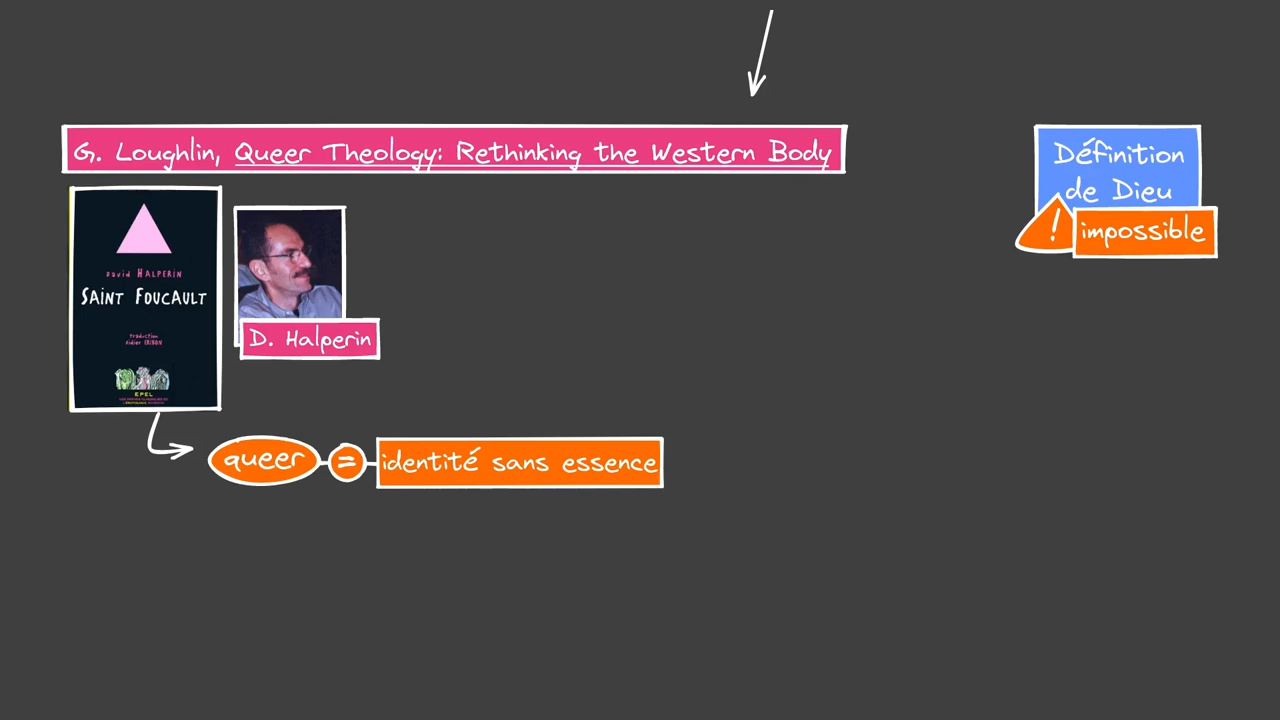 G. Loughlin, Queer Theology: Rethinking the Western Body
Définition
de Dieu
!
impossible
David HALPERIN
SAINT FOUCAULT
Traduction
Didier ERIBON
EPEL
D. Halperin
queer
=
identité sans essence